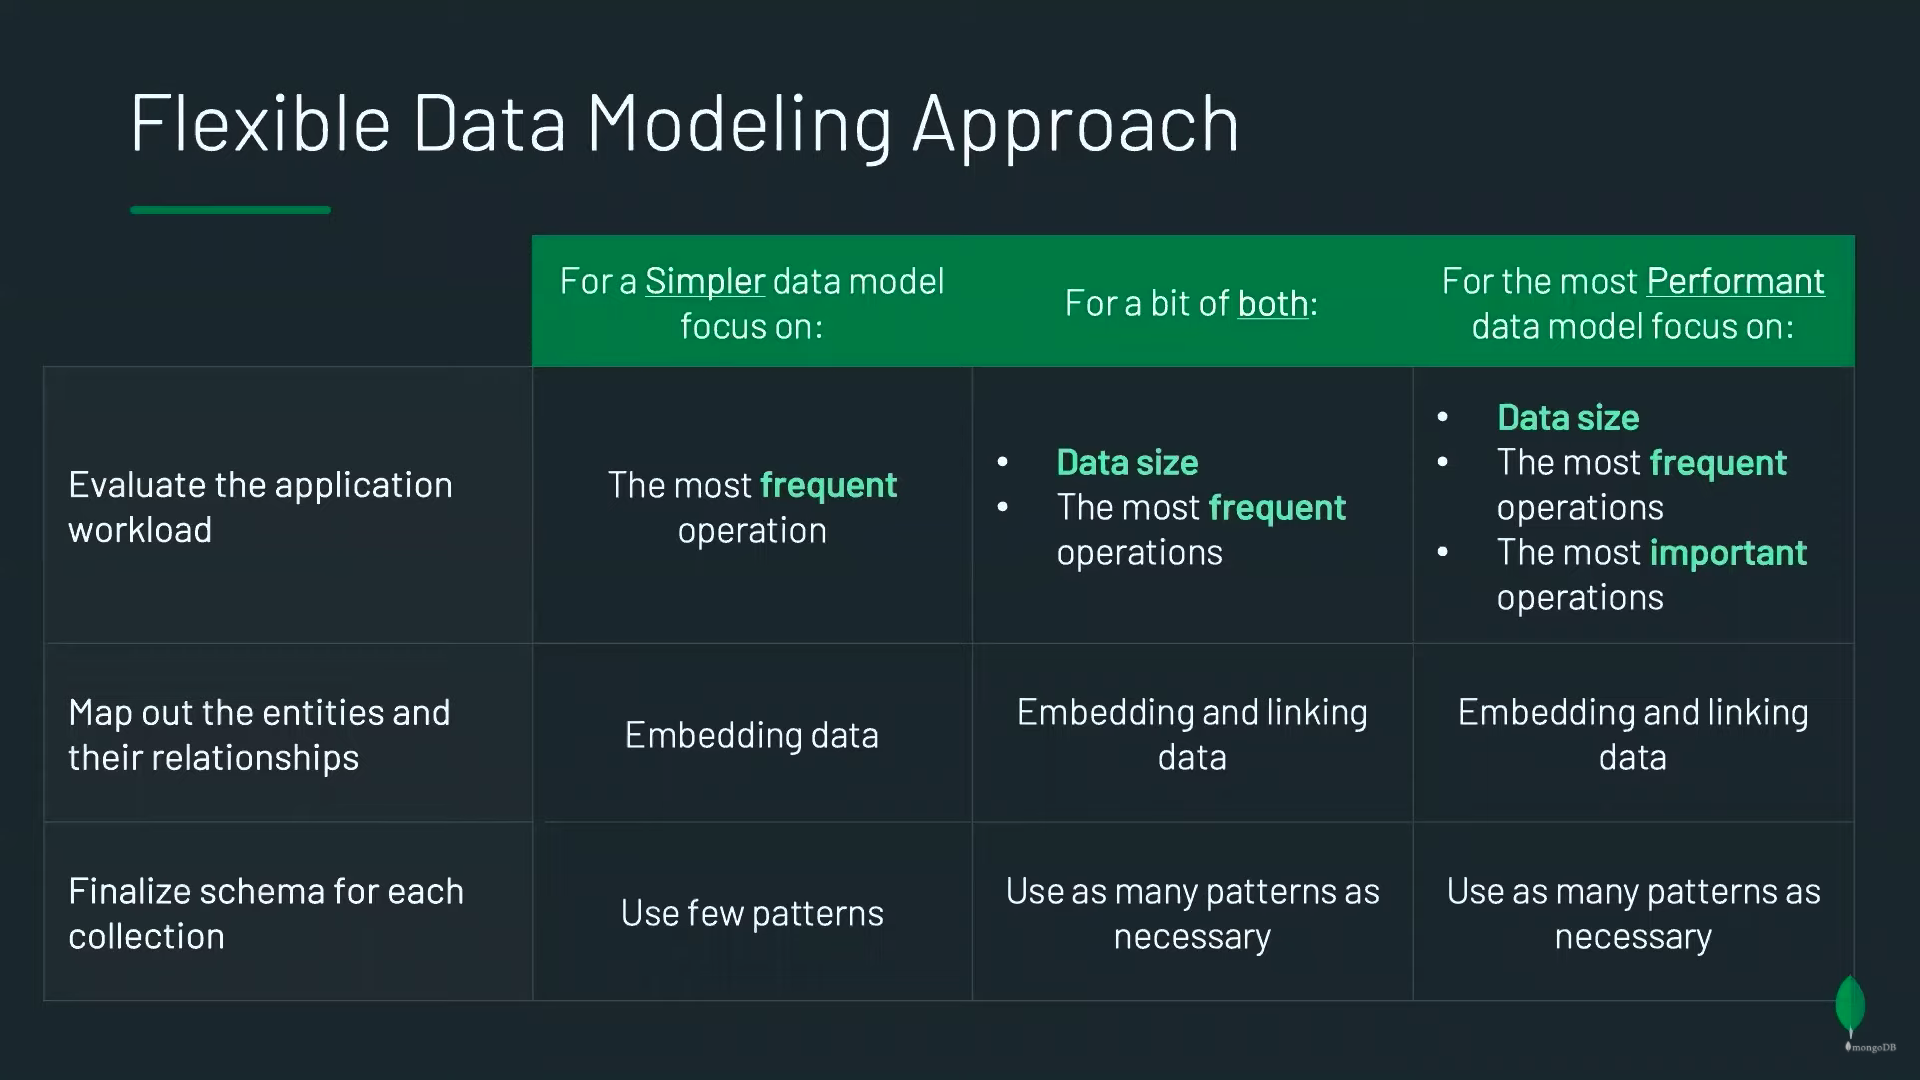 Flexible Data Modeling Approach
For a Simpler data model
focus on:
For a bit of both:
For the most Performant
data model focus on:
Evaluate the application
workload
The most frequent
operation
• Data size
• The most frequent
operations
• Data size
• The most frequent
operations
• The most important
operations
Map out the entities and
their relationships
Embedding data
Embedding and linking
data
Embedding and linking
data
Finalize schema for each
collection
Use few patterns
Use as many patterns as
necessary
Use as many patterns as
necessary
mongoDB